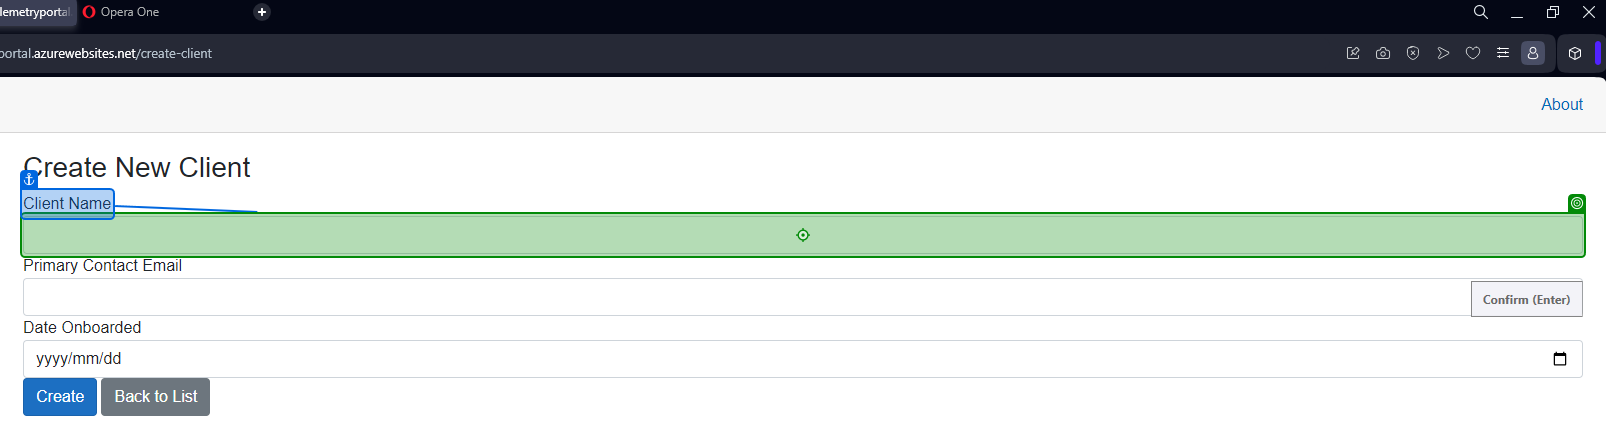 lemetryportal Opera One
portal.azurewebsites.net/create-client
About
Create New Client
Client Name
Primary Contact Email
Confirm (Enter)
Date Onboarded
yyyy/mm/dd
Create Back to List